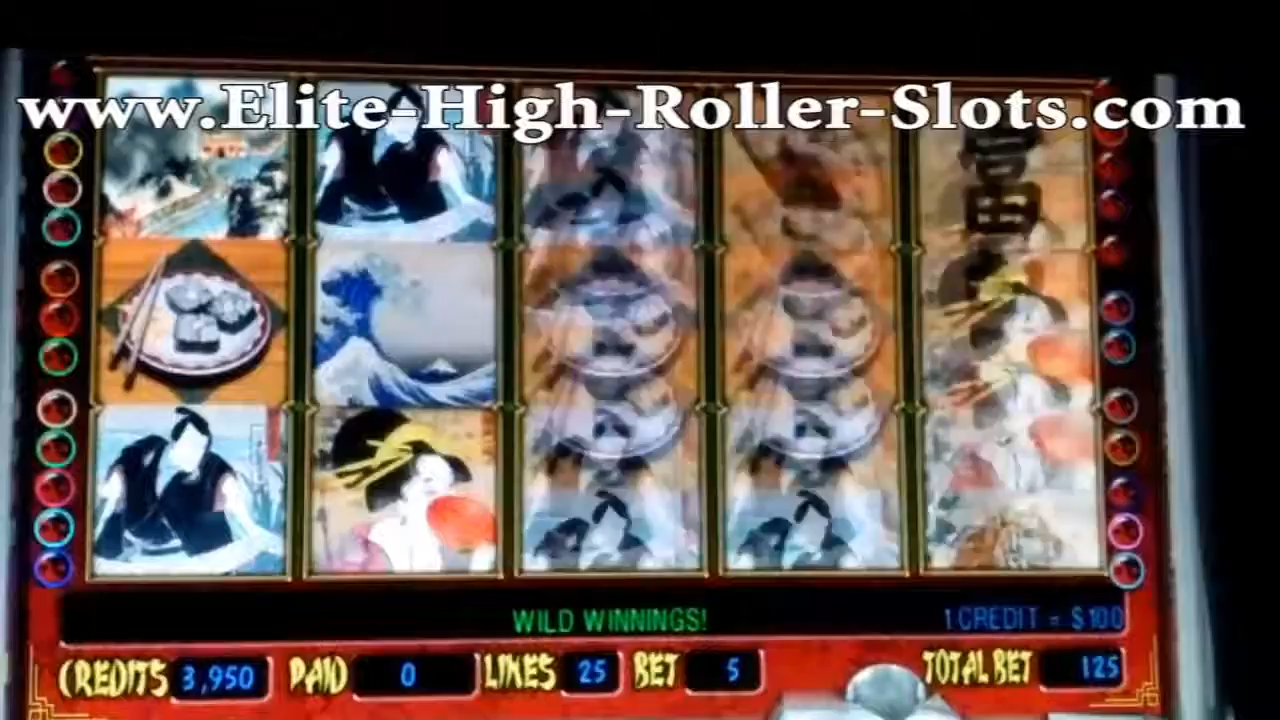 www.Elite-High-Roller-Slots.com
富
WILD WINNINGS!
1 CREDIT = $100
CREDITS 3,950 PAID 0 LINES 25 BET 5 TOTAL BET 125